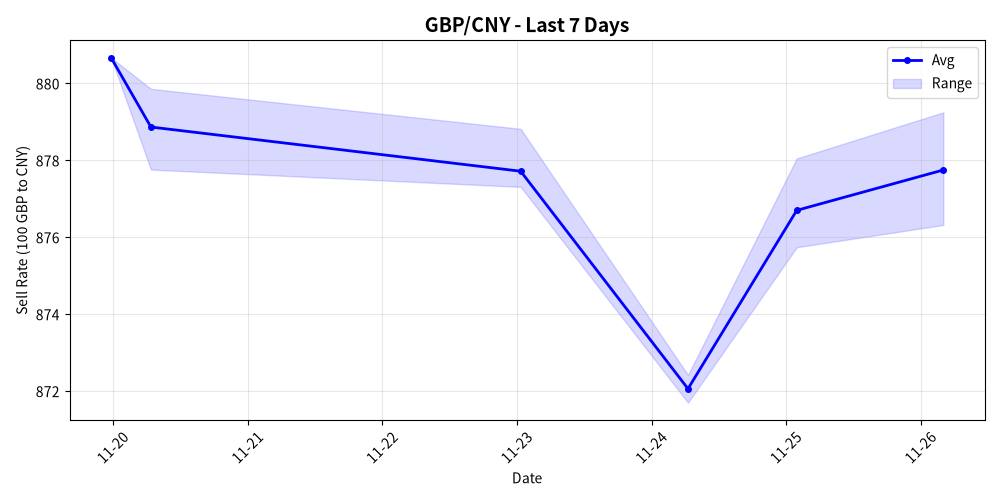 GBP/CNY - Last 7 Days
Avg
Range
Sell Rate (100 GBP to CNY)
880
878
876
874
872
11-20
11-21
11-22
11-23
11-24
11-25
11-26
Date